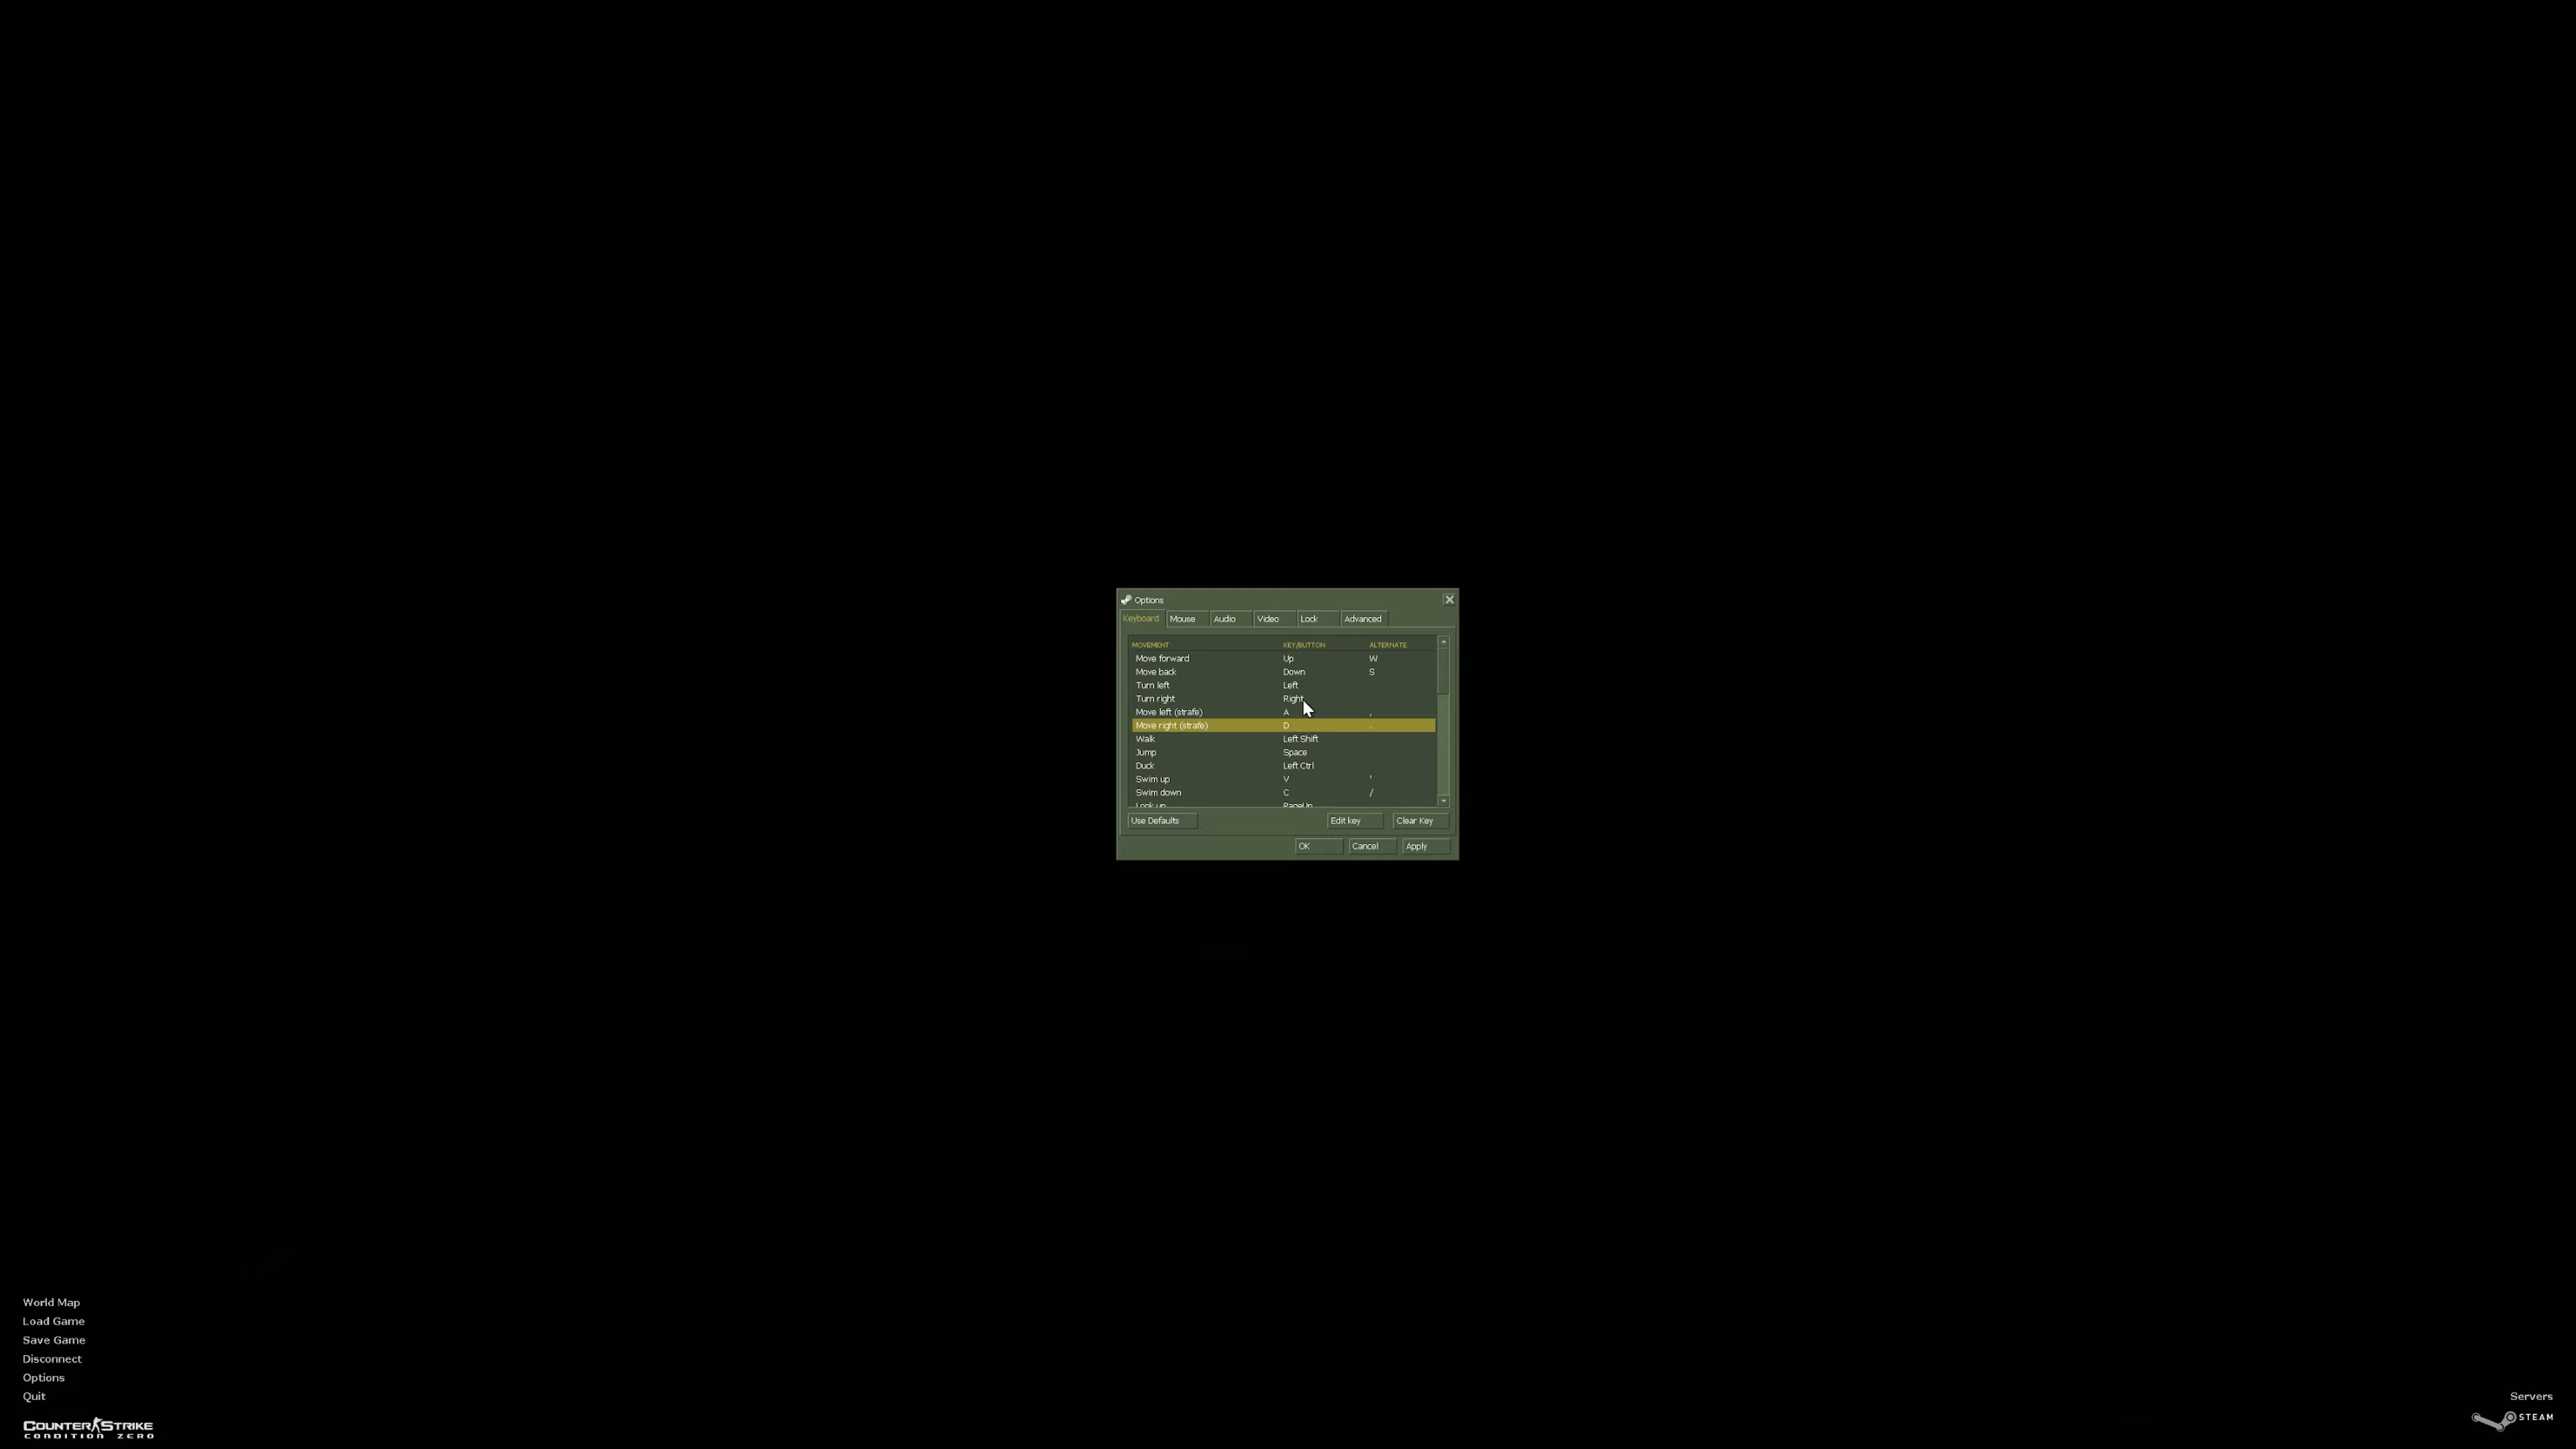 Options
Keyboard Mouse Audio Video Lock Advanced
MOVEMENT KEY/BUTTON ALTERNATE
Move forward Up W
Move back Down S
Turn left Left
Turn right Right
Move left (strafe) A ,
Move right (strafe) D .
Walk Left Shift
Jump Space
Duck Left Ctrl
Swim up V '
Swim down C /
Look up PageUp
Use Defaults Edit key Clear Key
OK Cancel Apply
World Map
Load Game
Save Game
Disconnect
Options
Quit
Servers
COUNTER STRIKE
CONDITION ZERO
STEAM